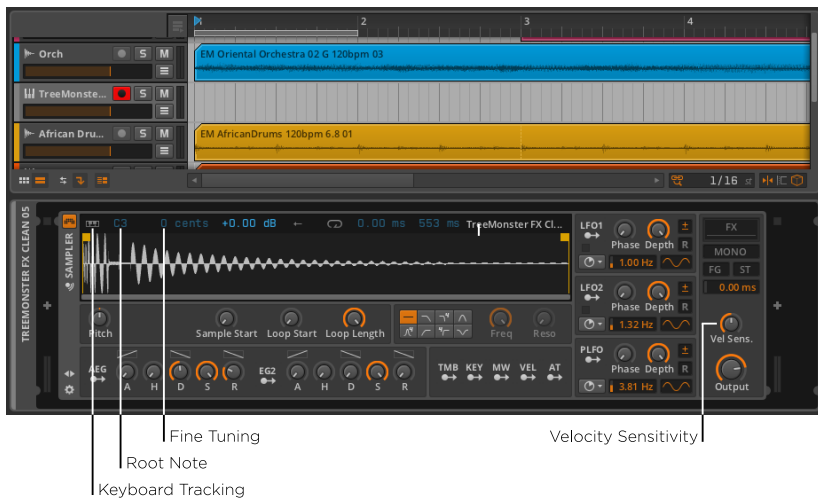 1 2 3 4
Orch S M
EM Oriental Orchestra 02 G 120bpm 03
TreeMonste... S M
African Dru... S M
EM AfricanDrums 120bpm 6.8 01
1/16
TREEMONSTER FX CLEAN 05
SAMPLER
C3 0 cents +0.00 dB 0.00 ms 553 ms TreeMonster FX Cl...
Pitch Sample Start Loop Start Loop Length Freq Reso
AEG A H D S R
EG2 A H D S R
TMB KEY MW VEL AT
LFO1 Phase Depth R
1.00 Hz
LFO2 Phase Depth R
1.32 Hz
PLFO Phase Depth R
3.81 Hz
FX
MONO
FG ST
0.00 ms
Vel Sens.
Output
Fine Tuning
Velocity Sensitivity
Root Note
Keyboard Tracking